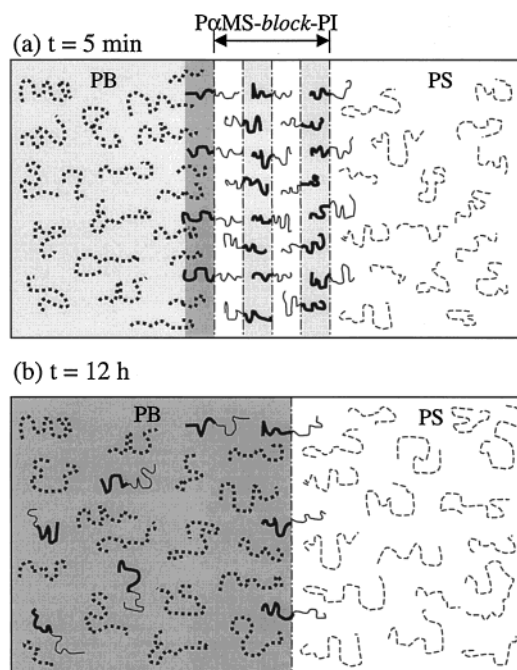 PαMS-block-PI
(a) t = 5 min
PB
PS
(b) t = 12 h
PB
PS